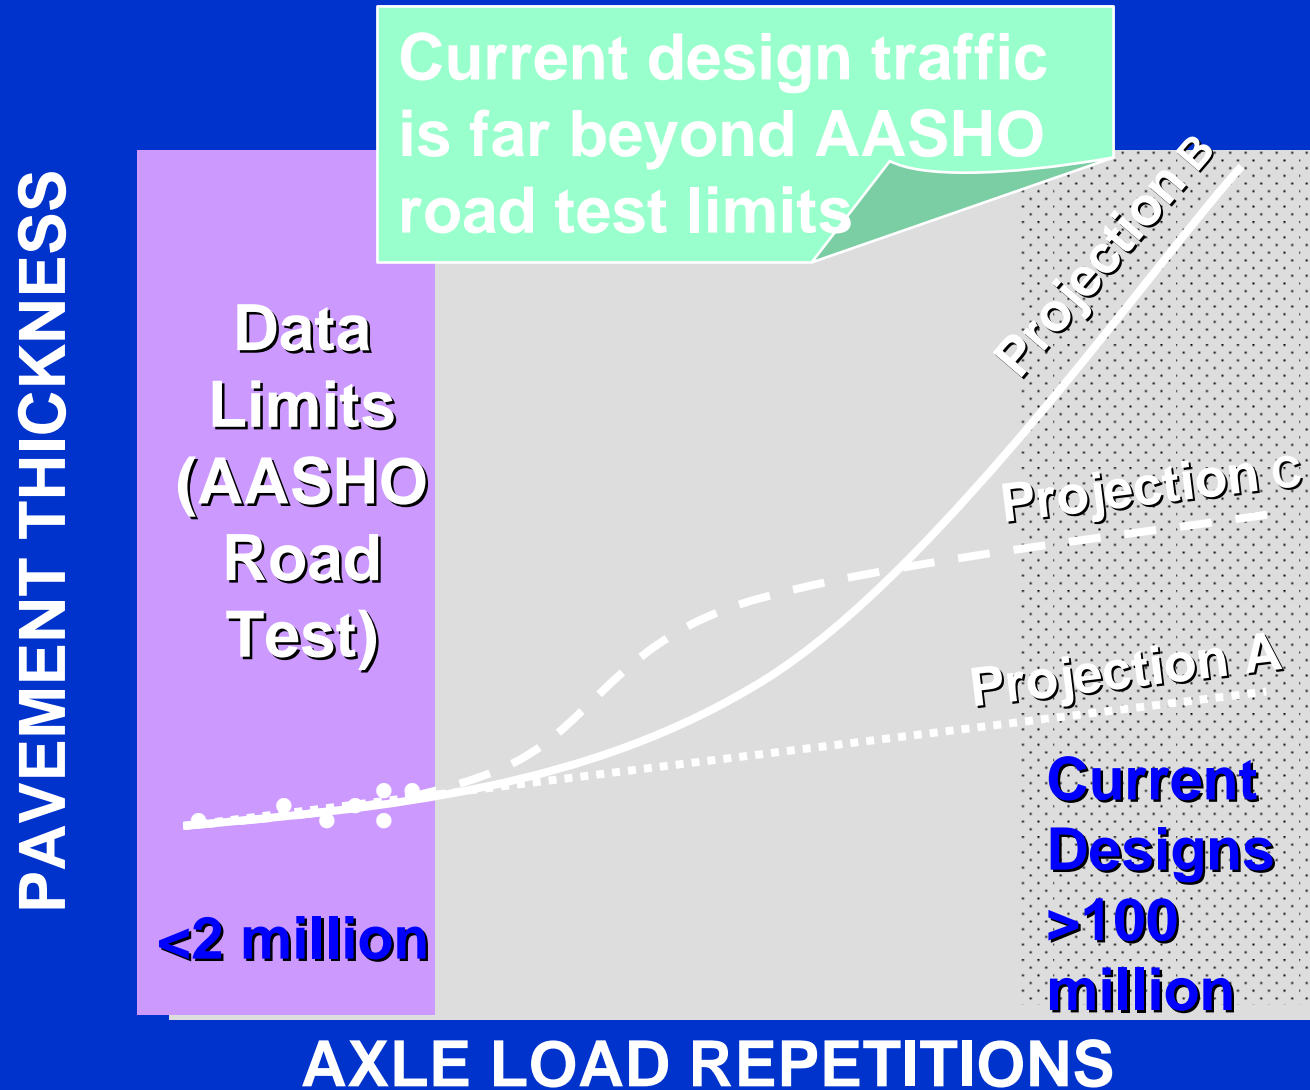 Current design traffic
is far beyond AASHO
road test limits
PAVEMENT THICKNESS
Data
Limits
(AASHO
Road
Test)
<2 million
Projection B
Projection C
Projection A
Current
Designs
>100
million
AXLE LOAD REPETITIONS